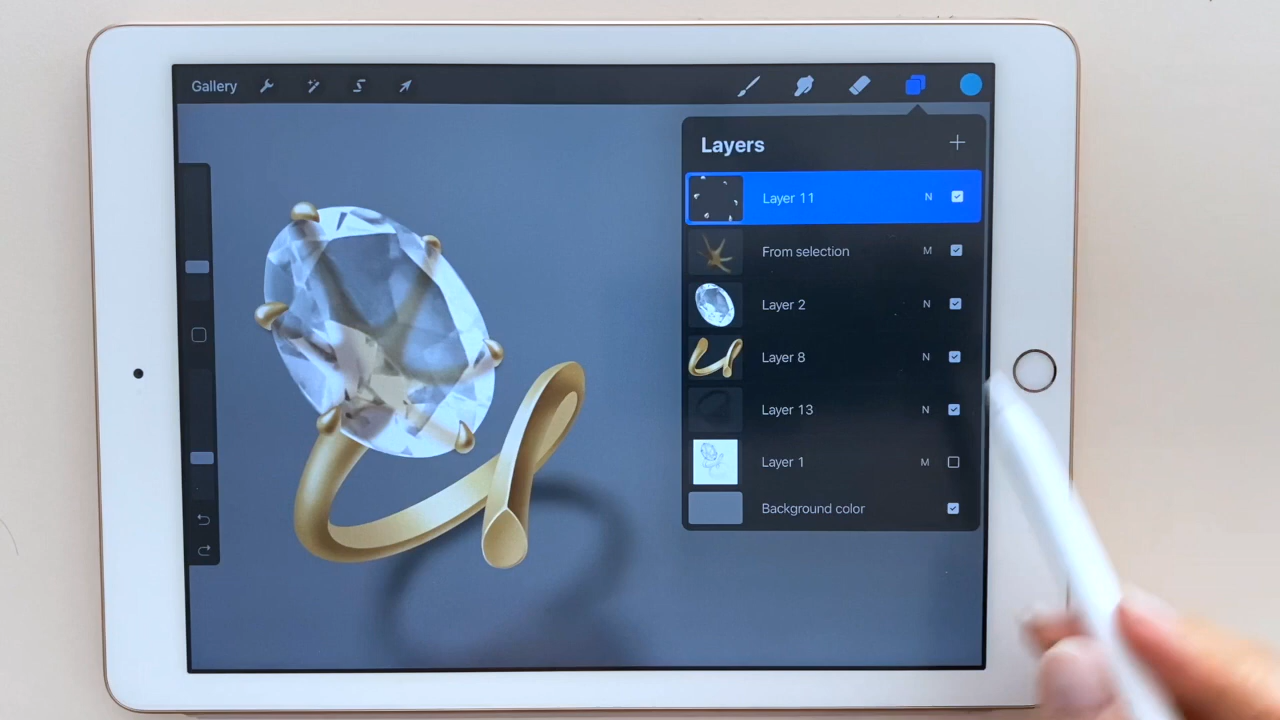 Gallery
Layers
Layer 11 N
From selection M
Layer 2 N
Layer 8 N
Layer 13 N
Layer 1 M
Background color